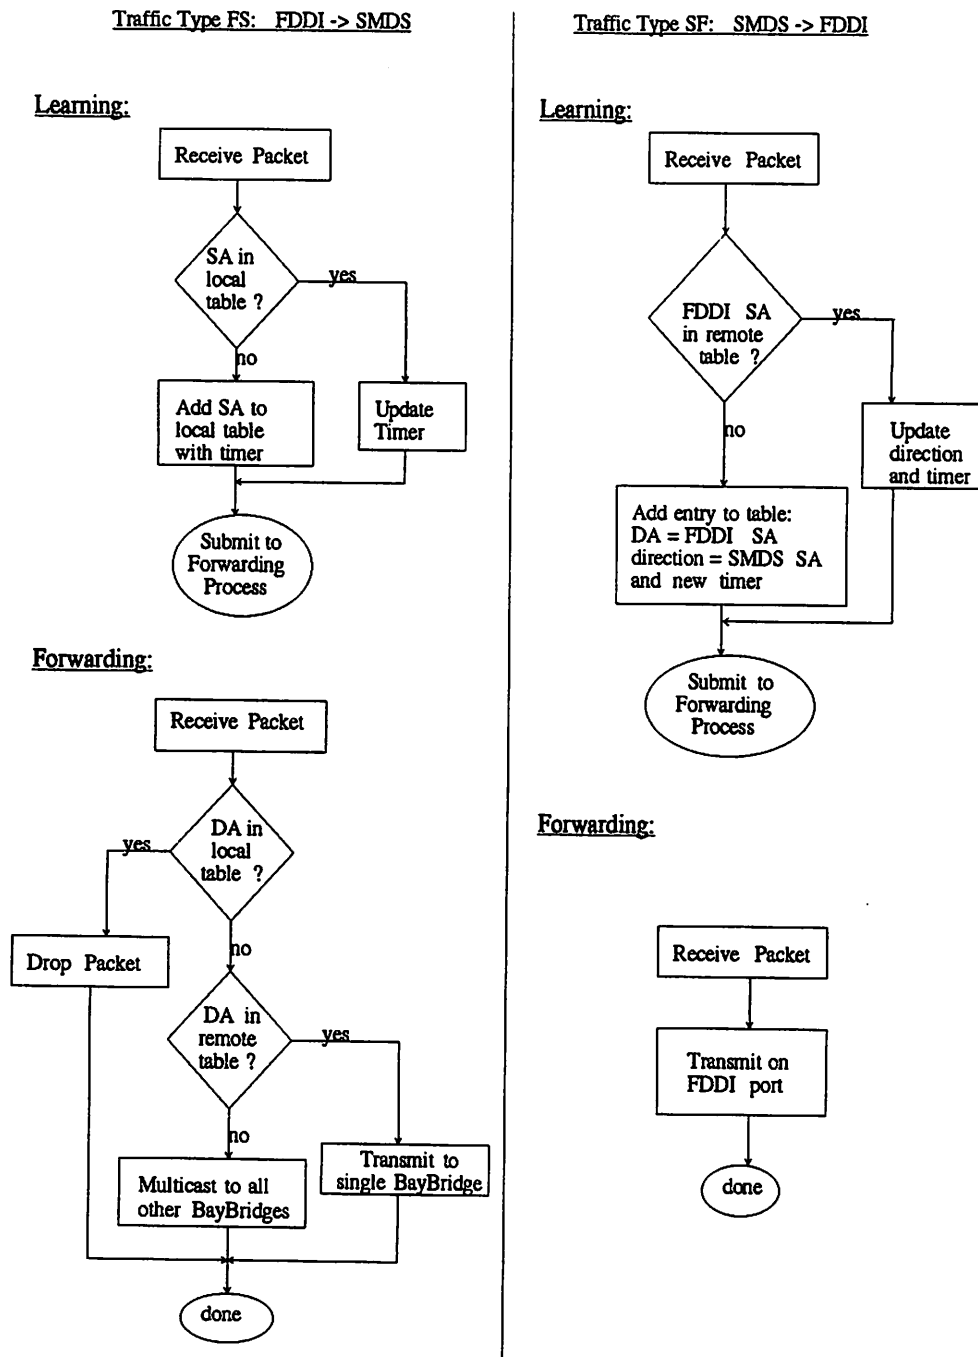 Traffic Type FS: FDDI -> SMDS
Learning:
Receive Packet
SA in
local
table ?
yes
no
Add SA to
local table
with timer
Update
Timer
Submit to
Forwarding
Process
Forwarding:
Receive Packet
DA in
local
table ?
yes
no
Drop Packet
DA in
remote
table ?
yes
no
Multicast to all
other BayBridges
Transmit to
single BayBridge
done
Traffic Type SF: SMDS -> FDDI
Learning:
Receive Packet
FDDI SA
in remote
table ?
yes
no
Update
direction
and timer
Add entry to table:
DA = FDDI SA
direction = SMDS SA
and new timer
Submit to
Forwarding
Process
Forwarding:
Receive Packet
Transmit on
FDDI port
done